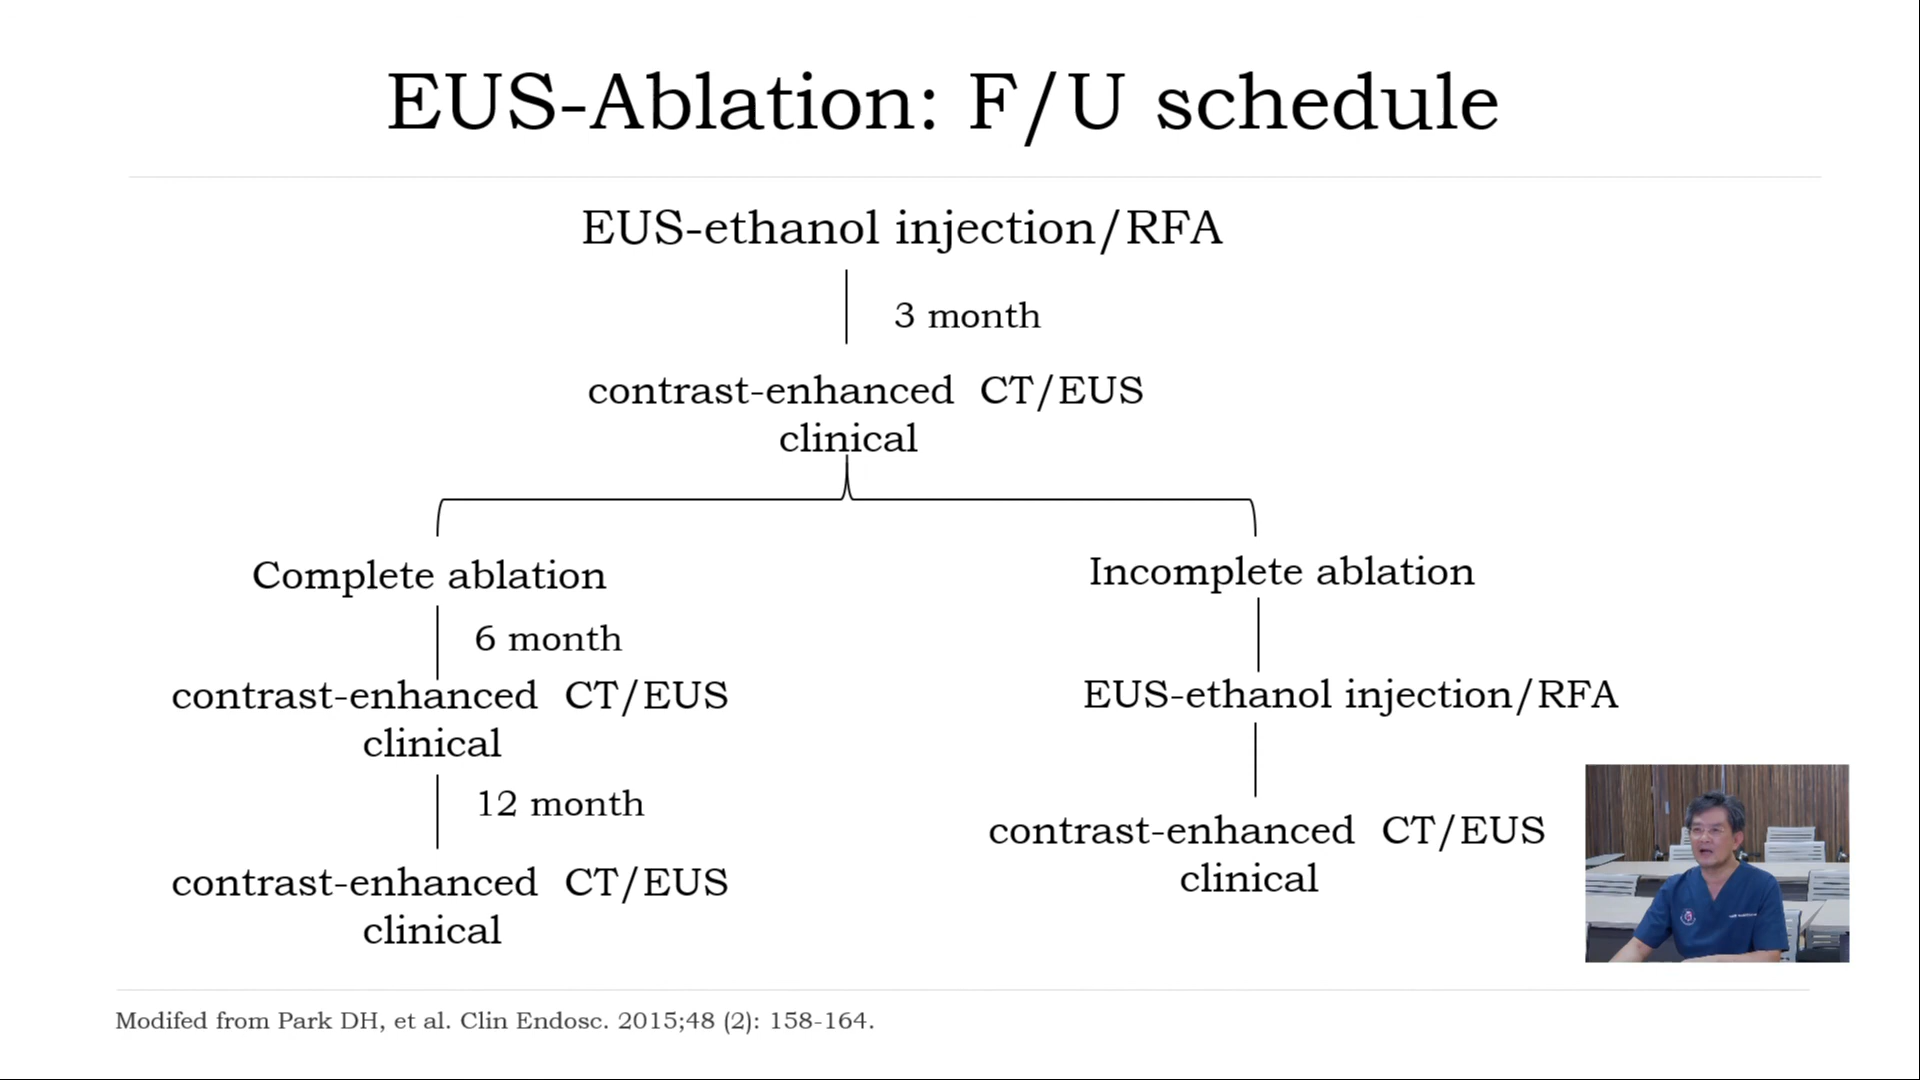 EUS-Ablation: F/U schedule
EUS-ethanol injection/RFA
3 month
contrast-enhanced CT/EUS
clinical
Complete ablation
6 month
contrast-enhanced CT/EUS
clinical
12 month
contrast-enhanced CT/EUS
clinical
Incomplete ablation
EUS-ethanol injection/RFA
contrast-enhanced CT/EUS
clinical
Modifed from Park DH, et al. Clin Endosc. 2015;48 (2): 158-164.